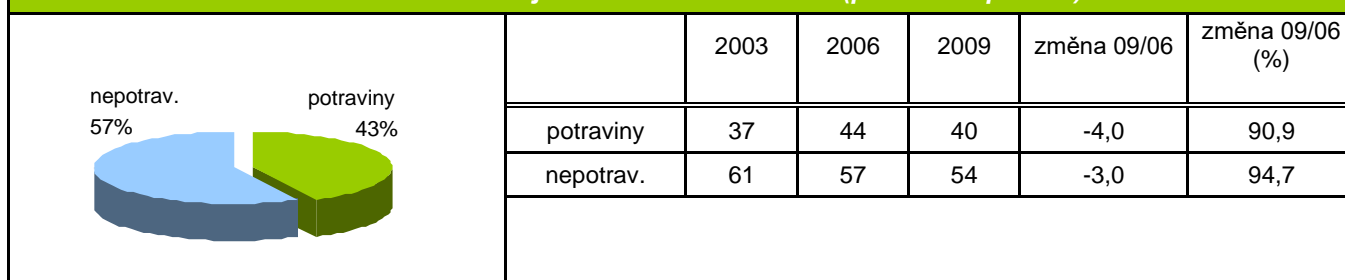 2003 2006 2009 změna 09/06 změna 09/06 (%)
nepotrav. 57%
potraviny 43%
potraviny 37 44 40 -4,0 90,9
nepotrav. 61 57 54 -3,0 94,7